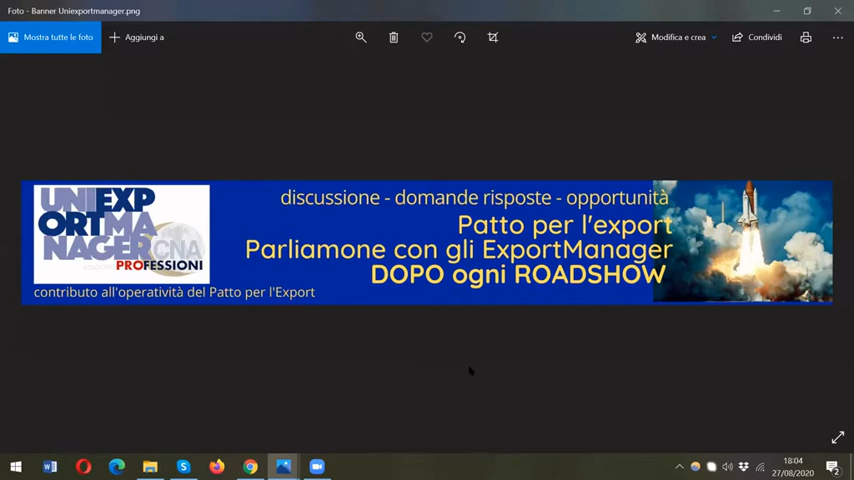 Foto - Banner Uniexportmanager.png
Mostra tutte le foto
Aggiungi a
Modifica e crea
Condividi
UNIEXP
ORTMA
NAGER CNA
PROFESSIONI
discussione - domande risposte - opportunità
Patto per l'export
Parliamone con gli ExportManager
DOPO ogni ROADSHOW
contributo all'operatività del Patto per l'Export
18:04
27/08/2020
2